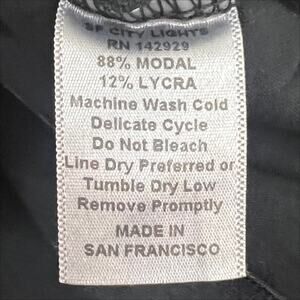 SF CITY LIGHTS
RN 142929
88% MODAL
12% LYCRA
Machine Wash Cold
Delicate Cycle
Do Not Bleach
Line Dry Preferred or
Tumble Dry Low
Remove Promptly
MADE IN
SAN FRANCISCO